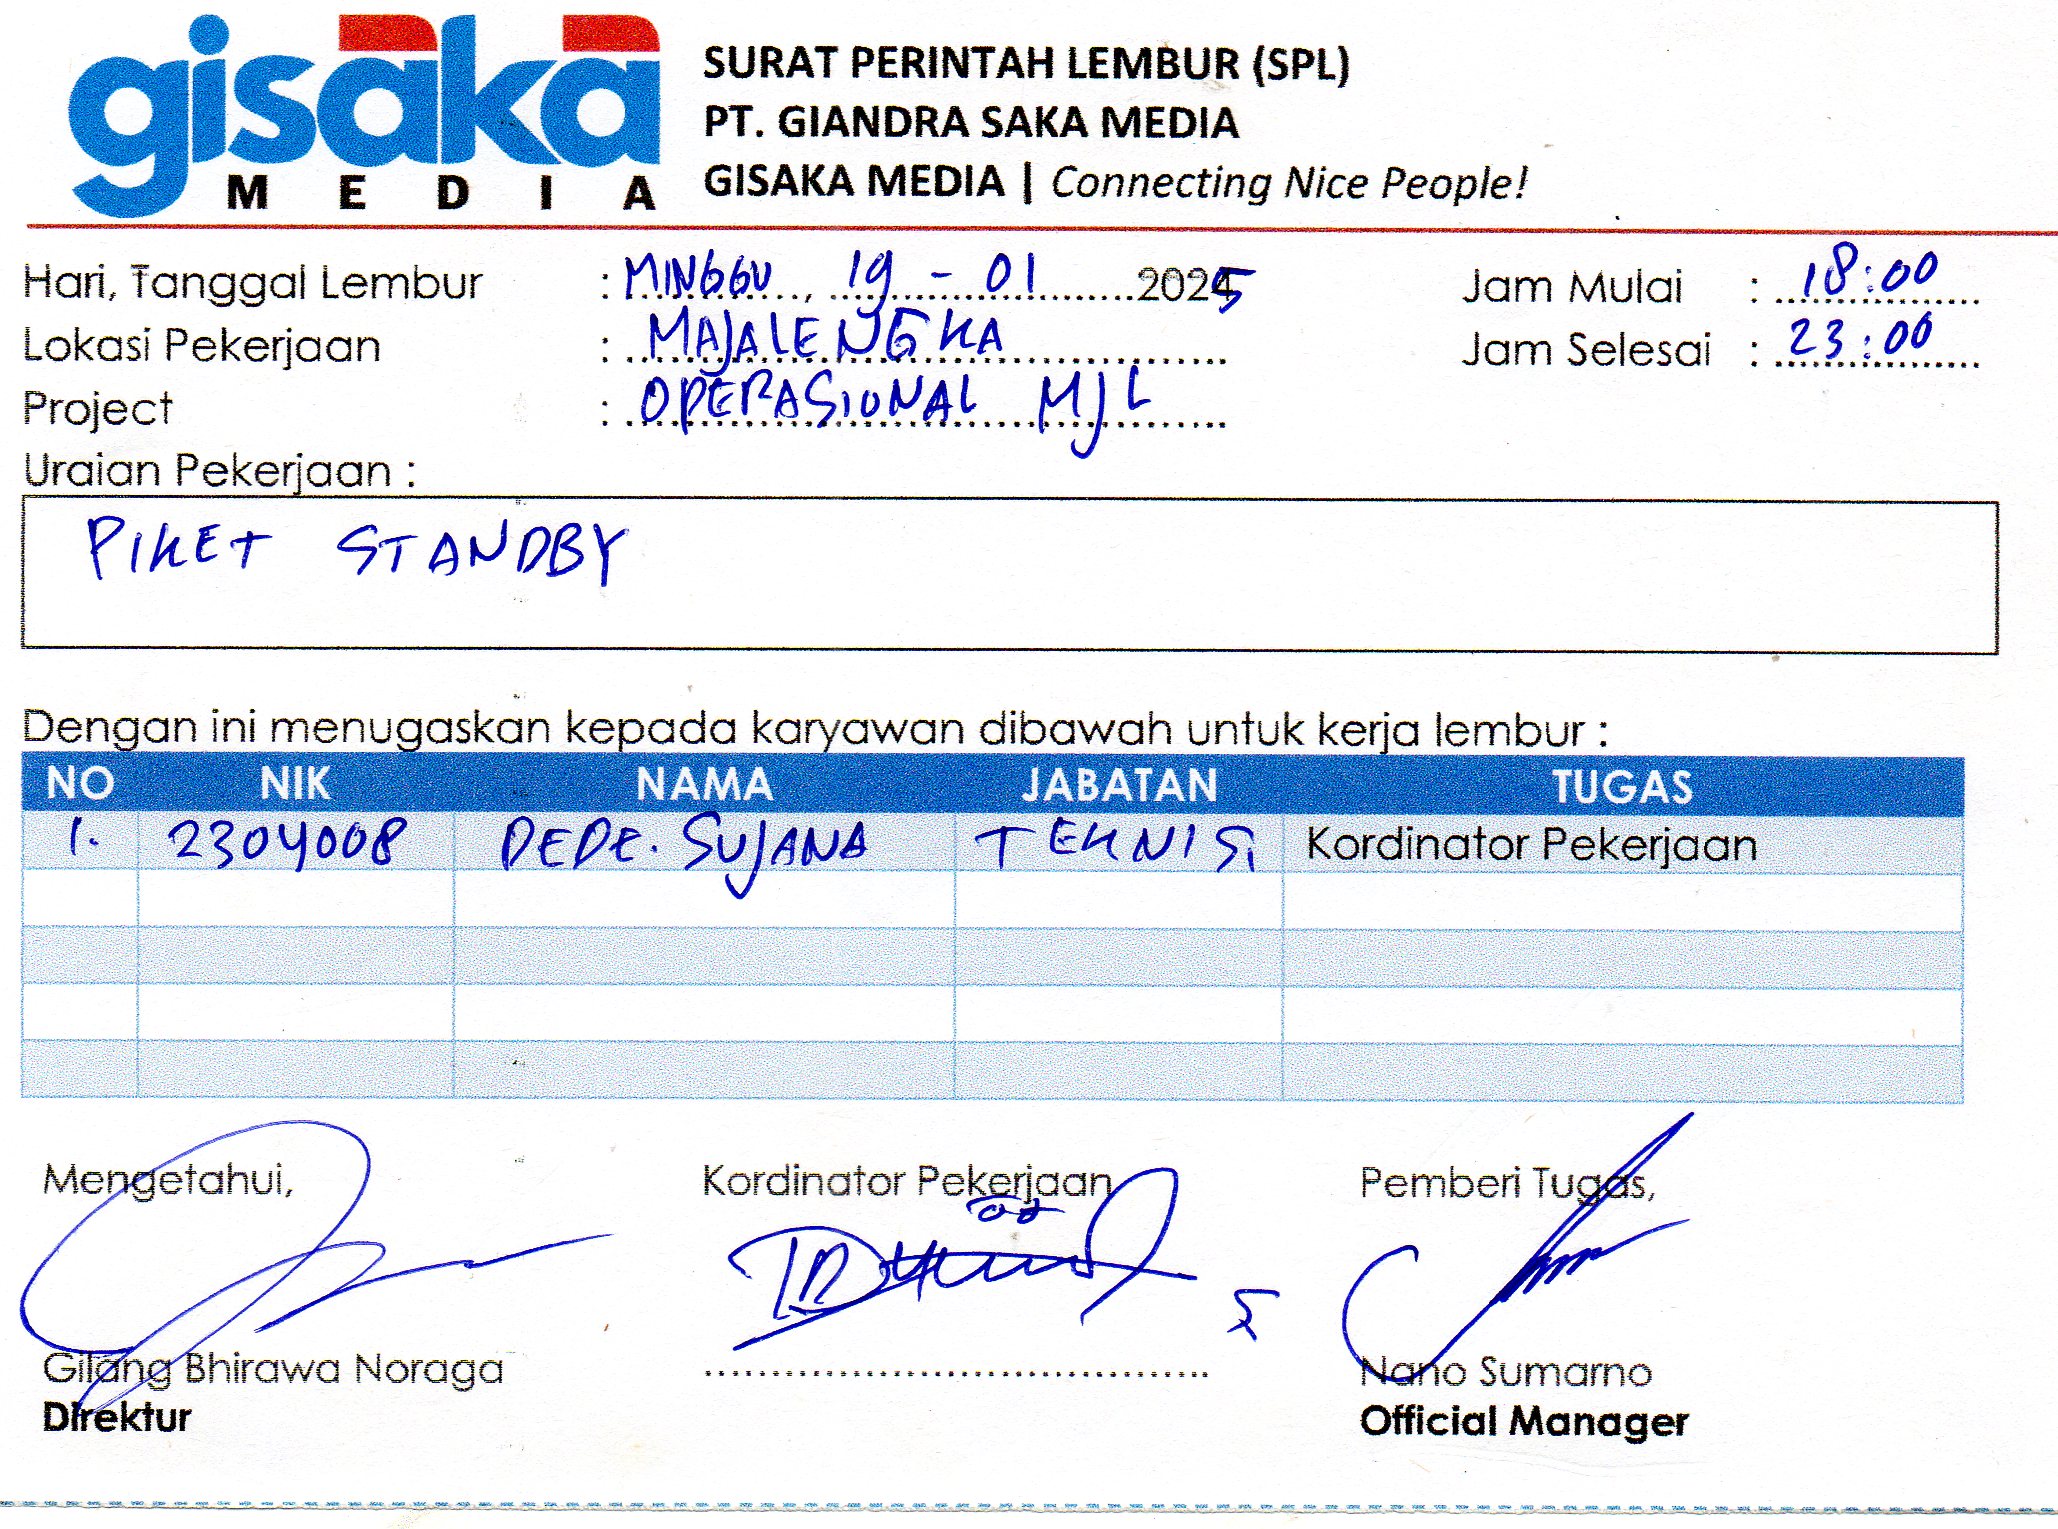 gisaka
MEDIA
SURAT PERINTAH LEMBUR (SPL)
PT. GIANDRA SAKA MEDIA
GISAKA MEDIA | Connecting Nice People!
Hari, Tanggal Lembur : MINGGU, 19 - 01 2025 Jam Mulai : 18:00
Lokasi Pekerjaan : MAJALENGKA Jam Selesai : 23:00
Project : OPERASIONAL MJL
Uraian Pekerjaan :
PIKET STANDBY
Dengan ini menugaskan kepada karyawan dibawah untuk kerja lembur :
NO NIK NAMA JABATAN TUGAS
1. 2304008 DEDE. SUJANA TEKNISI Kordinator Pekerjaan
Mengetahui, Kordinator Pekerjaan Pemberi Tugas,
Gilang Bhirawa Noraga Nano Sumarno
Direktur Official Manager